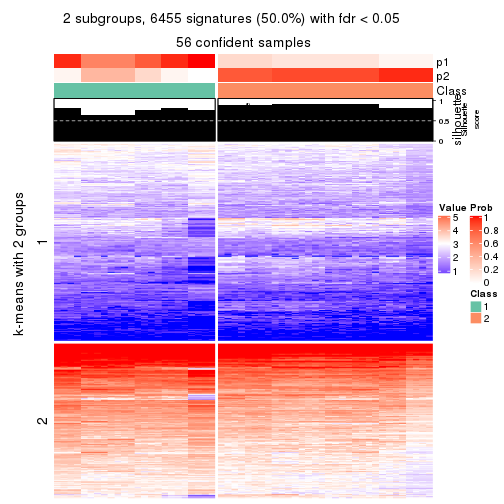 2 subgroups, 6455 signatures (50.0%) with fdr < 0.05
56 confident samples
p1
p2
Class
1
0.5
0
silhouette
Silhouette
score
k-means with 2 groups
1
2
Value
5
4
3
2
1
Prob
1
0.8
0.6
0.4
0.2
0
Class
1
2